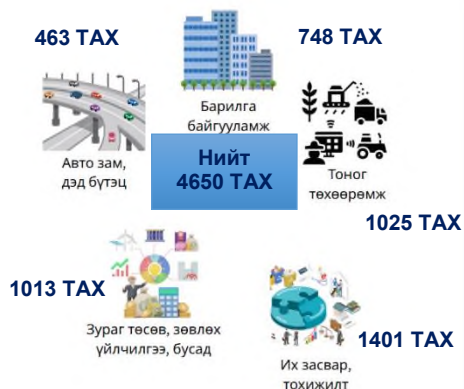 463 ТАХ
748 ТАХ
Барилга
байгууламж
Авто зам,
дэд бүтэц
Нийт
4650 ТАХ
Тоног
төхөөрөмж
1025 ТАХ
1013 ТАХ
Зураг төсөв, зөвлөх
үйлчилгээ, бусад
1401 ТАХ
Их засвар,
тохижилт